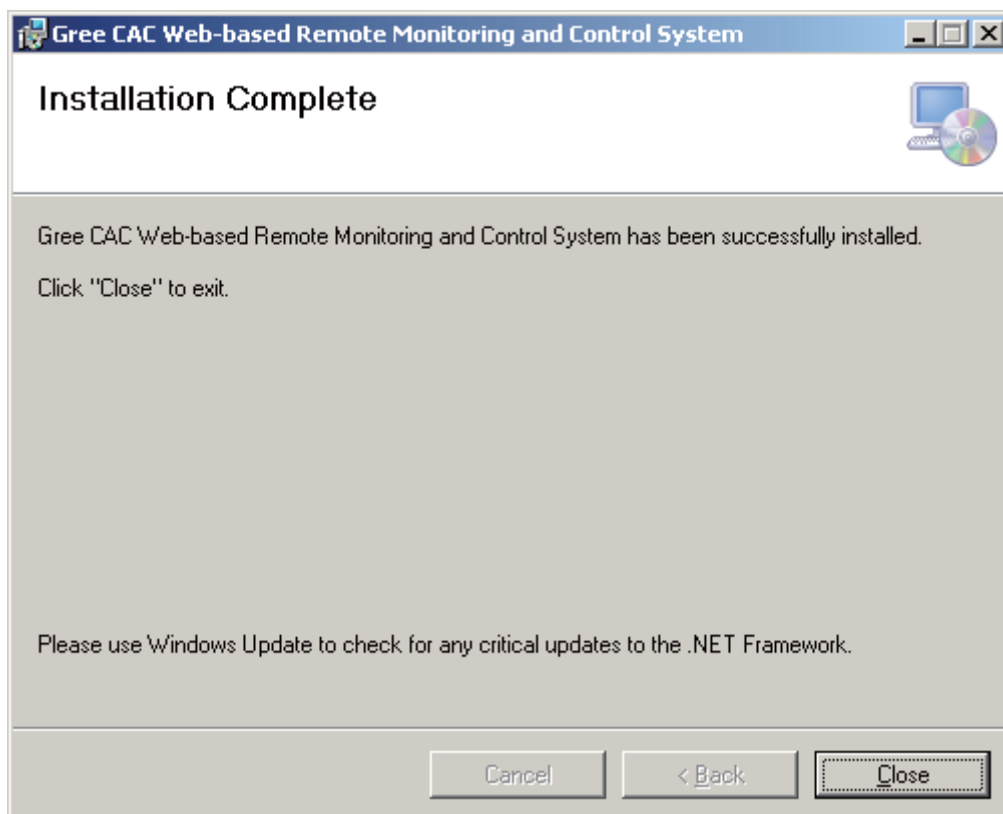 Gree CAC Web-based Remote Monitoring and Control System
Installation Complete
Gree CAC Web-based Remote Monitoring and Control System has been successfully installed.
Click "Close" to exit.
Please use Windows Update to check for any critical updates to the .NET Framework.
Cancel
< Back
Close